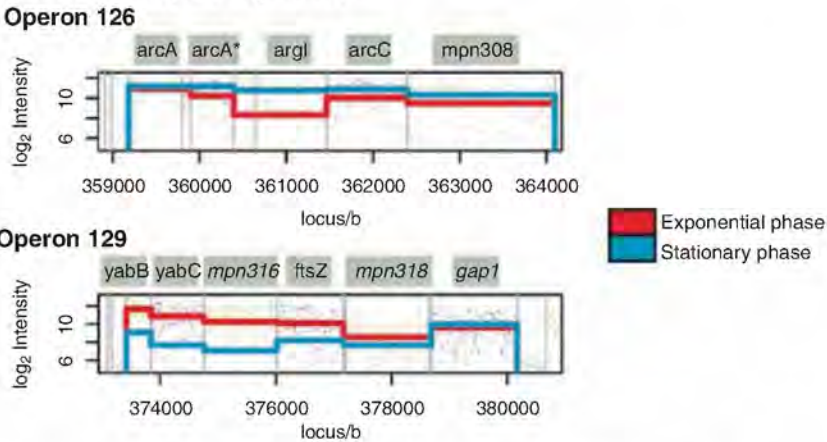 Operon 126
arcA arcA* argI arcC mpn308
log₂ Intensity
10
6
359000 360000 361000 362000 363000 364000
locus/b
Operon 129
yabB yabC mpn316 ftsZ mpn318 gap1
log₂ Intensity
10
6
374000 376000 378000 380000
locus/b
Exponential phase
Stationary phase